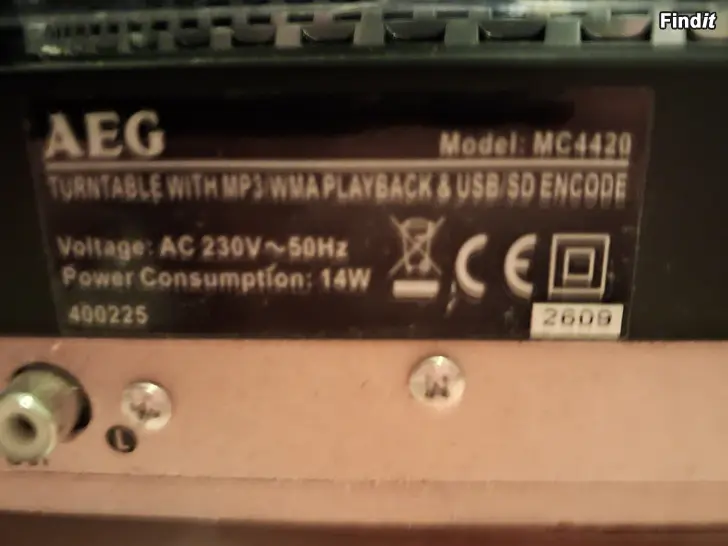 Findit
AEG
Model: MC4420
TURNTABLE WITH MP3/WMA PLAYBACK & USB/SD ENCODE
Voltage: AC 230V～50Hz
Power Consumption: 14W
CE
400225
2609
L